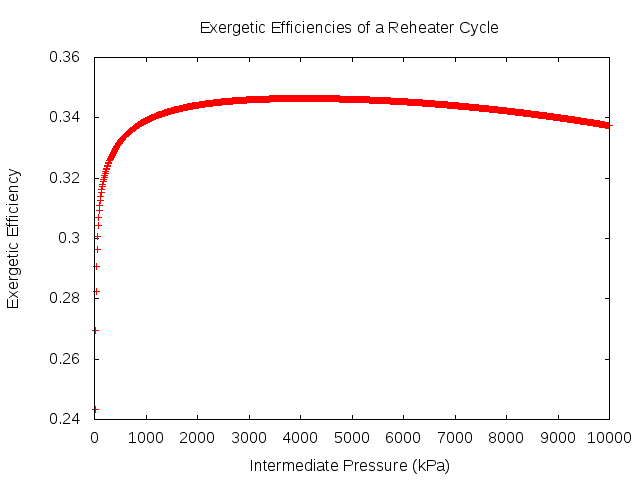 Exergetic Efficiencies of a Reheater Cycle
0.36
0.34
0.32
0.3
0.28
0.26
0.24
Exergetic Efficiency
0 1000 2000 3000 4000 5000 6000 7000 8000 9000 10000
Intermediate Pressure (kPa)